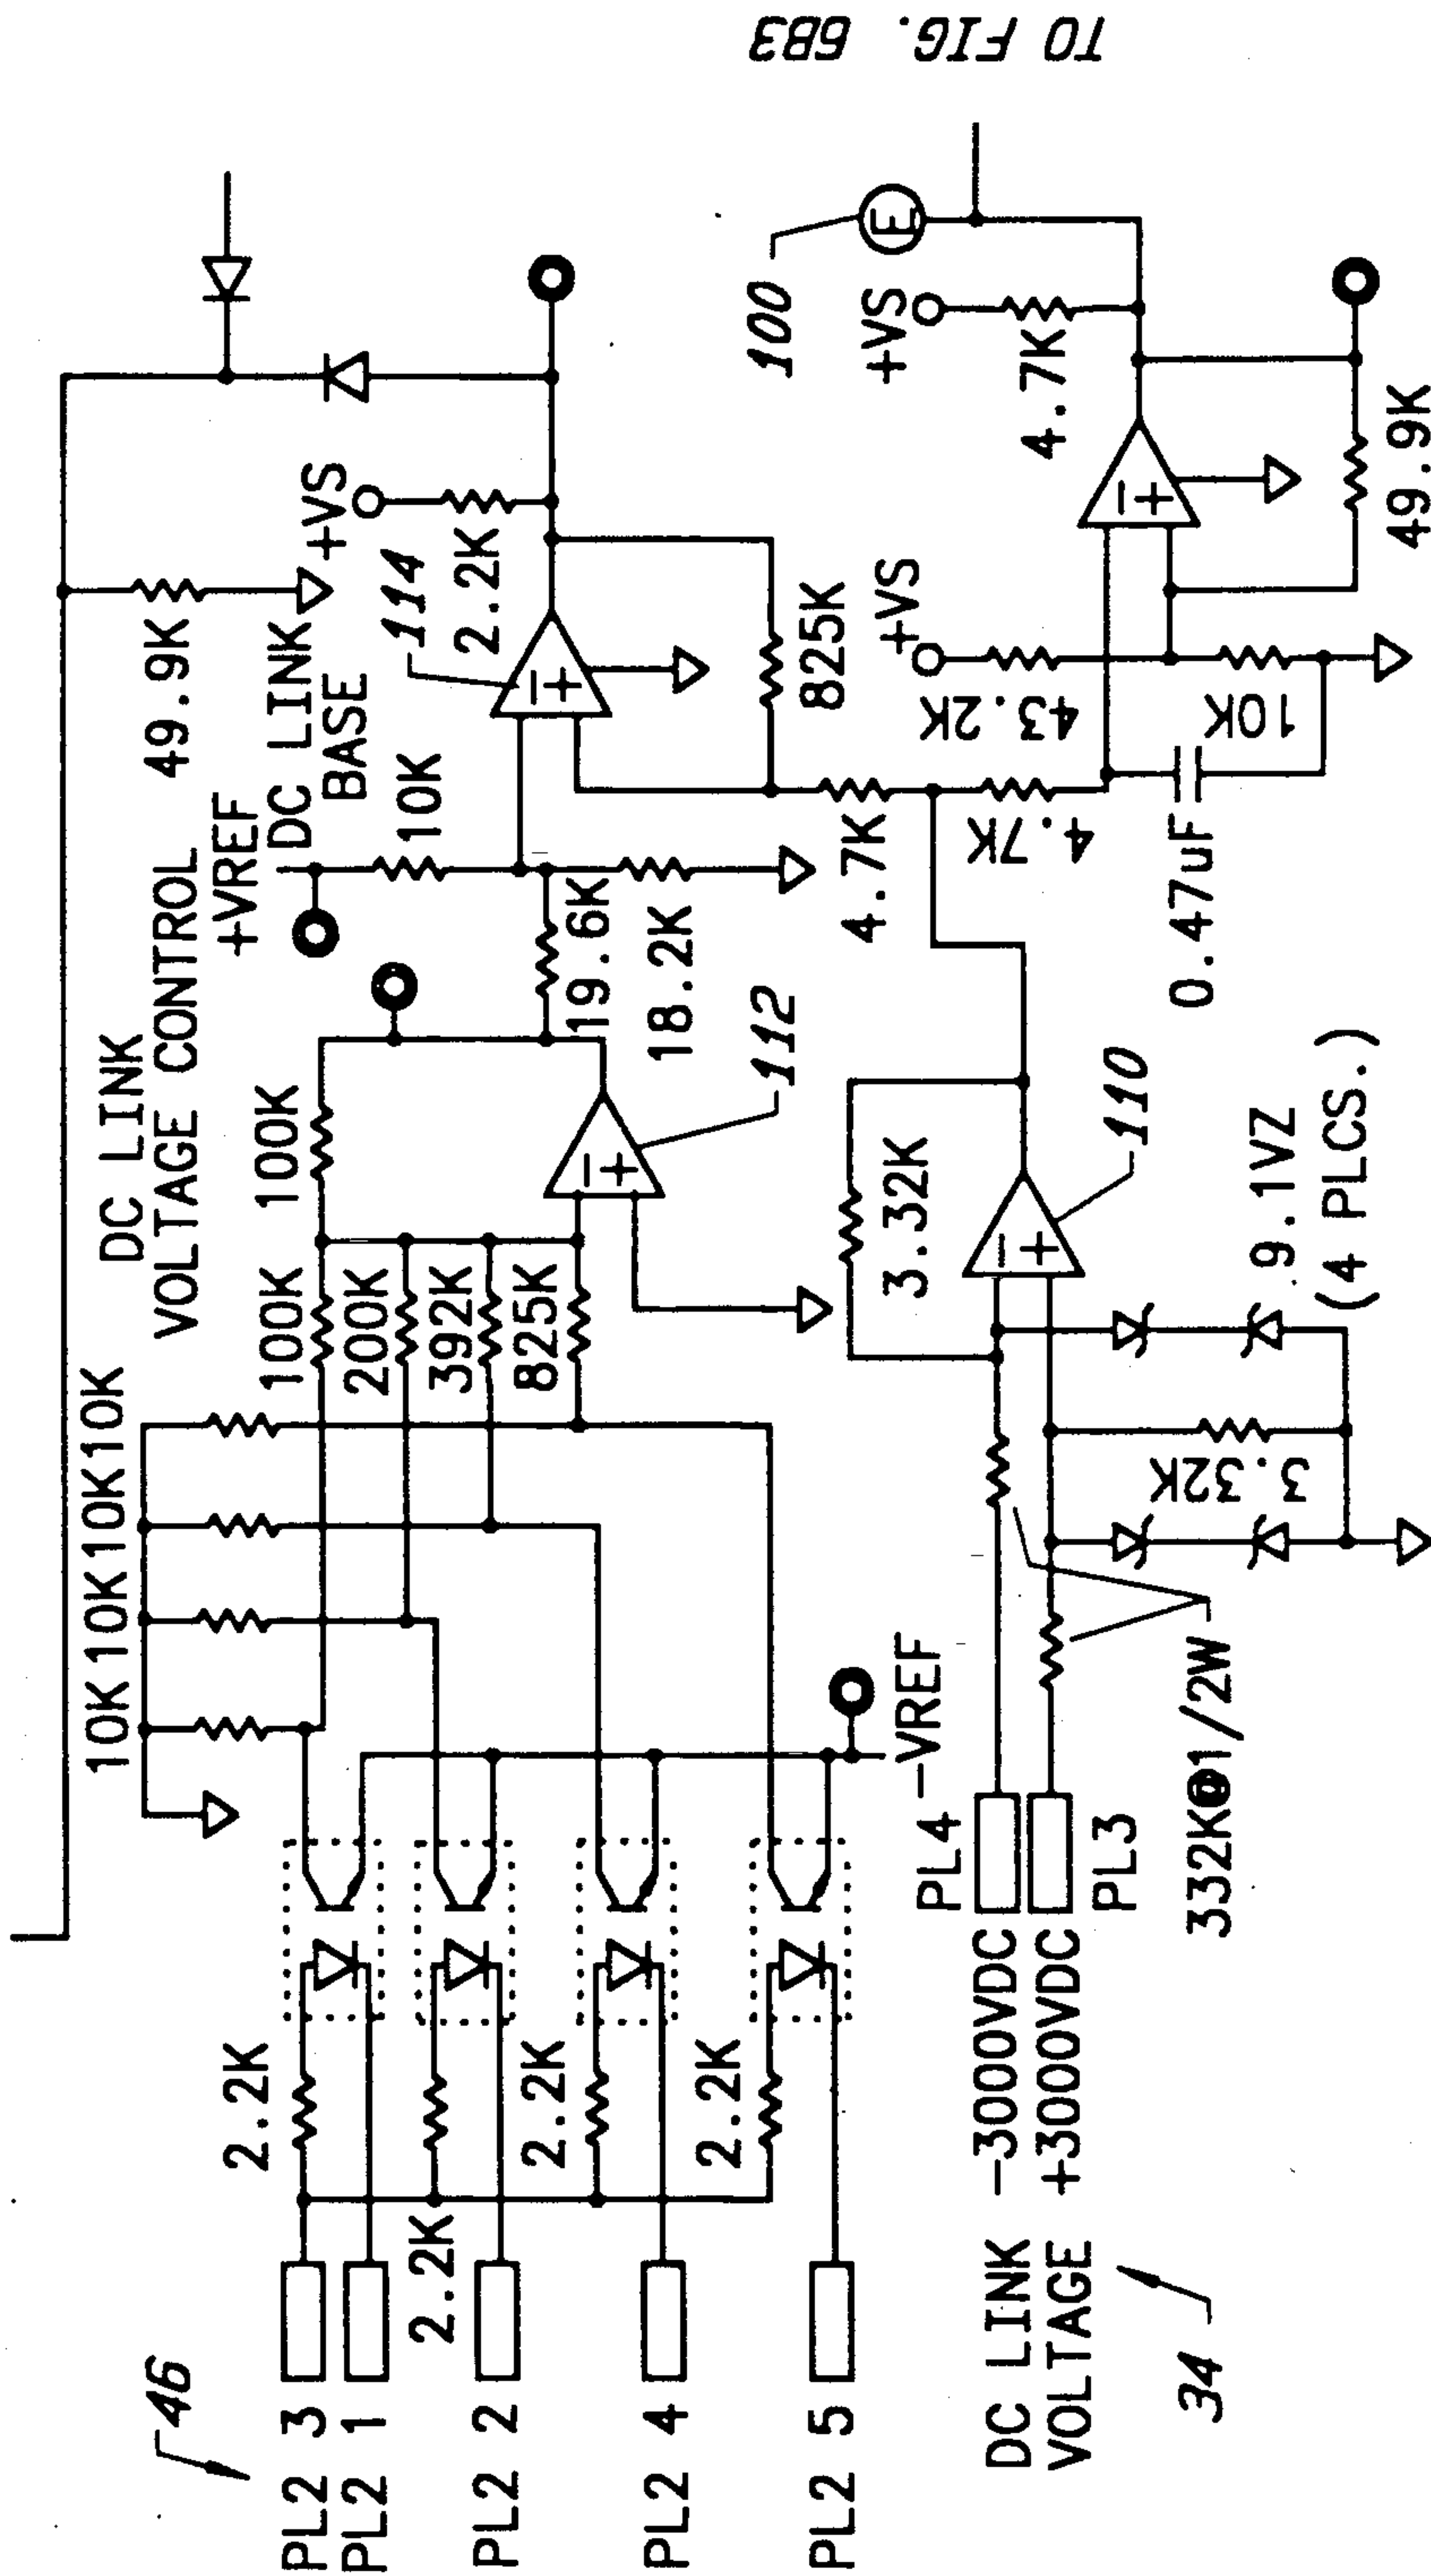 TO FIG. 6B3
DC LINK
VOLTAGE CONTROL
49.9K
+VREF
DC LINK
BASE
10K
+VS
114
2.2K
10K
10K
10K
10K
100K
100K
200K
392K
825K
19.6K
18.2K
112
825K
4.7K
4.7K
100
+VS
4.7K
+VS
43.2K
10K
0.47uF
49.9K
E
46
PL2 3
PL2 1
PL2 2
PL2 4
PL2 5
2.2K
2.2K
2.2K
2.2K
-VREF
3.32K
110
PL4
PL3
DC LINK -3000VDC
VOLTAGE +3000VDC
34
332K@1/2W
3.32K
9.1VZ
(4 PLCS.)